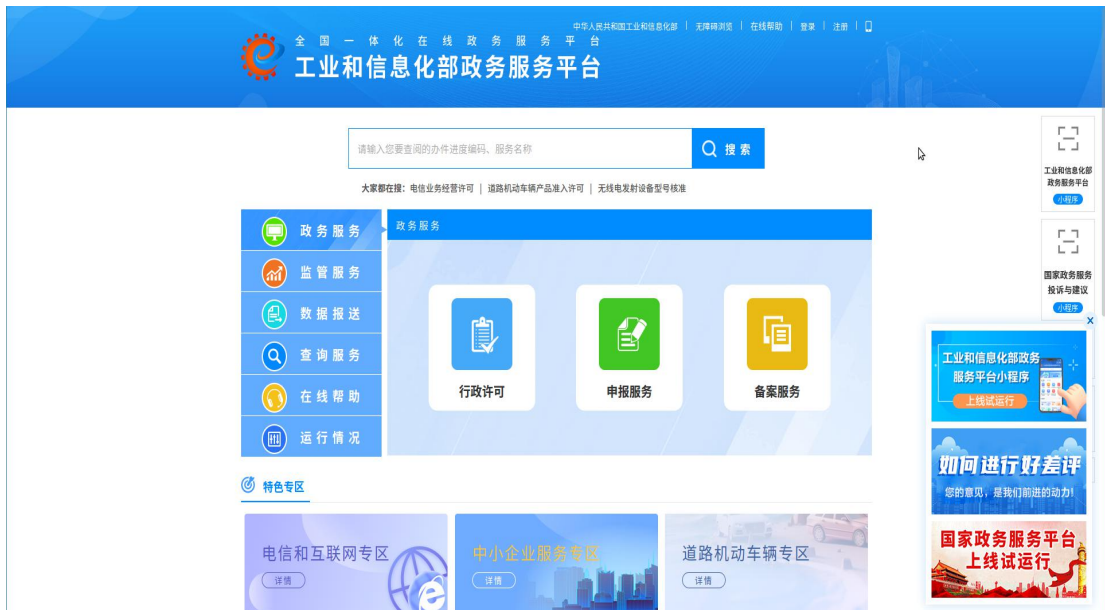 中华人民共和国工业和信息化部 | 无障碍浏览 | 在线帮助 | 登录 | 注册 |
全国一体化在线政务服务平台
工业和信息化部政务服务平台
请输入您要查阅的办件进度编码、服务名称
搜索
大家都在搜：电信业务经营许可 | 道路机动车辆产品准入许可 | 无线电发射设备型号核准
政务服务
监管服务
数据报送
查询服务
在线帮助
运行情况
政务服务
行政许可
申报服务
备案服务
特色专区
电信和互联网专区
详情
中小企业服务专区
详情
道路机动车辆专区
详情
工业和信息化部
政务服务平台
小程序
国家政务服务
投诉与建议
小程序
x
工业和信息化部政务
服务平台小程序
上线试运行
如何进行好差评
您的意见，是我们前进的动力！
国家政务服务平台
上线试运行